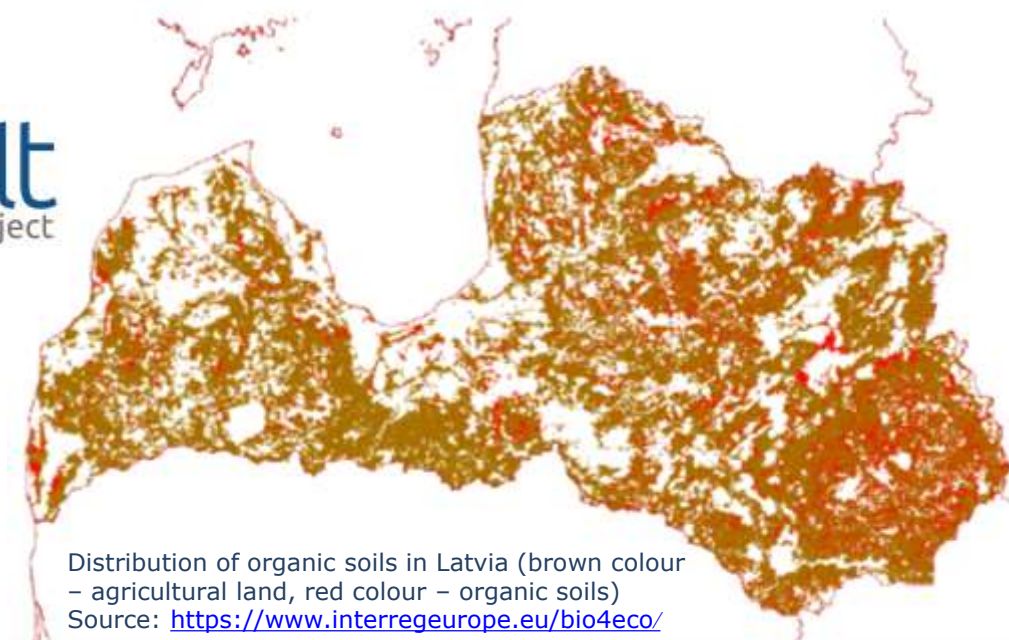 lt
ject
Distribution of organic soils in Latvia (brown colour
– agricultural land, red colour – organic soils)
Source: https://www.interregeurope.eu/bio4eco/